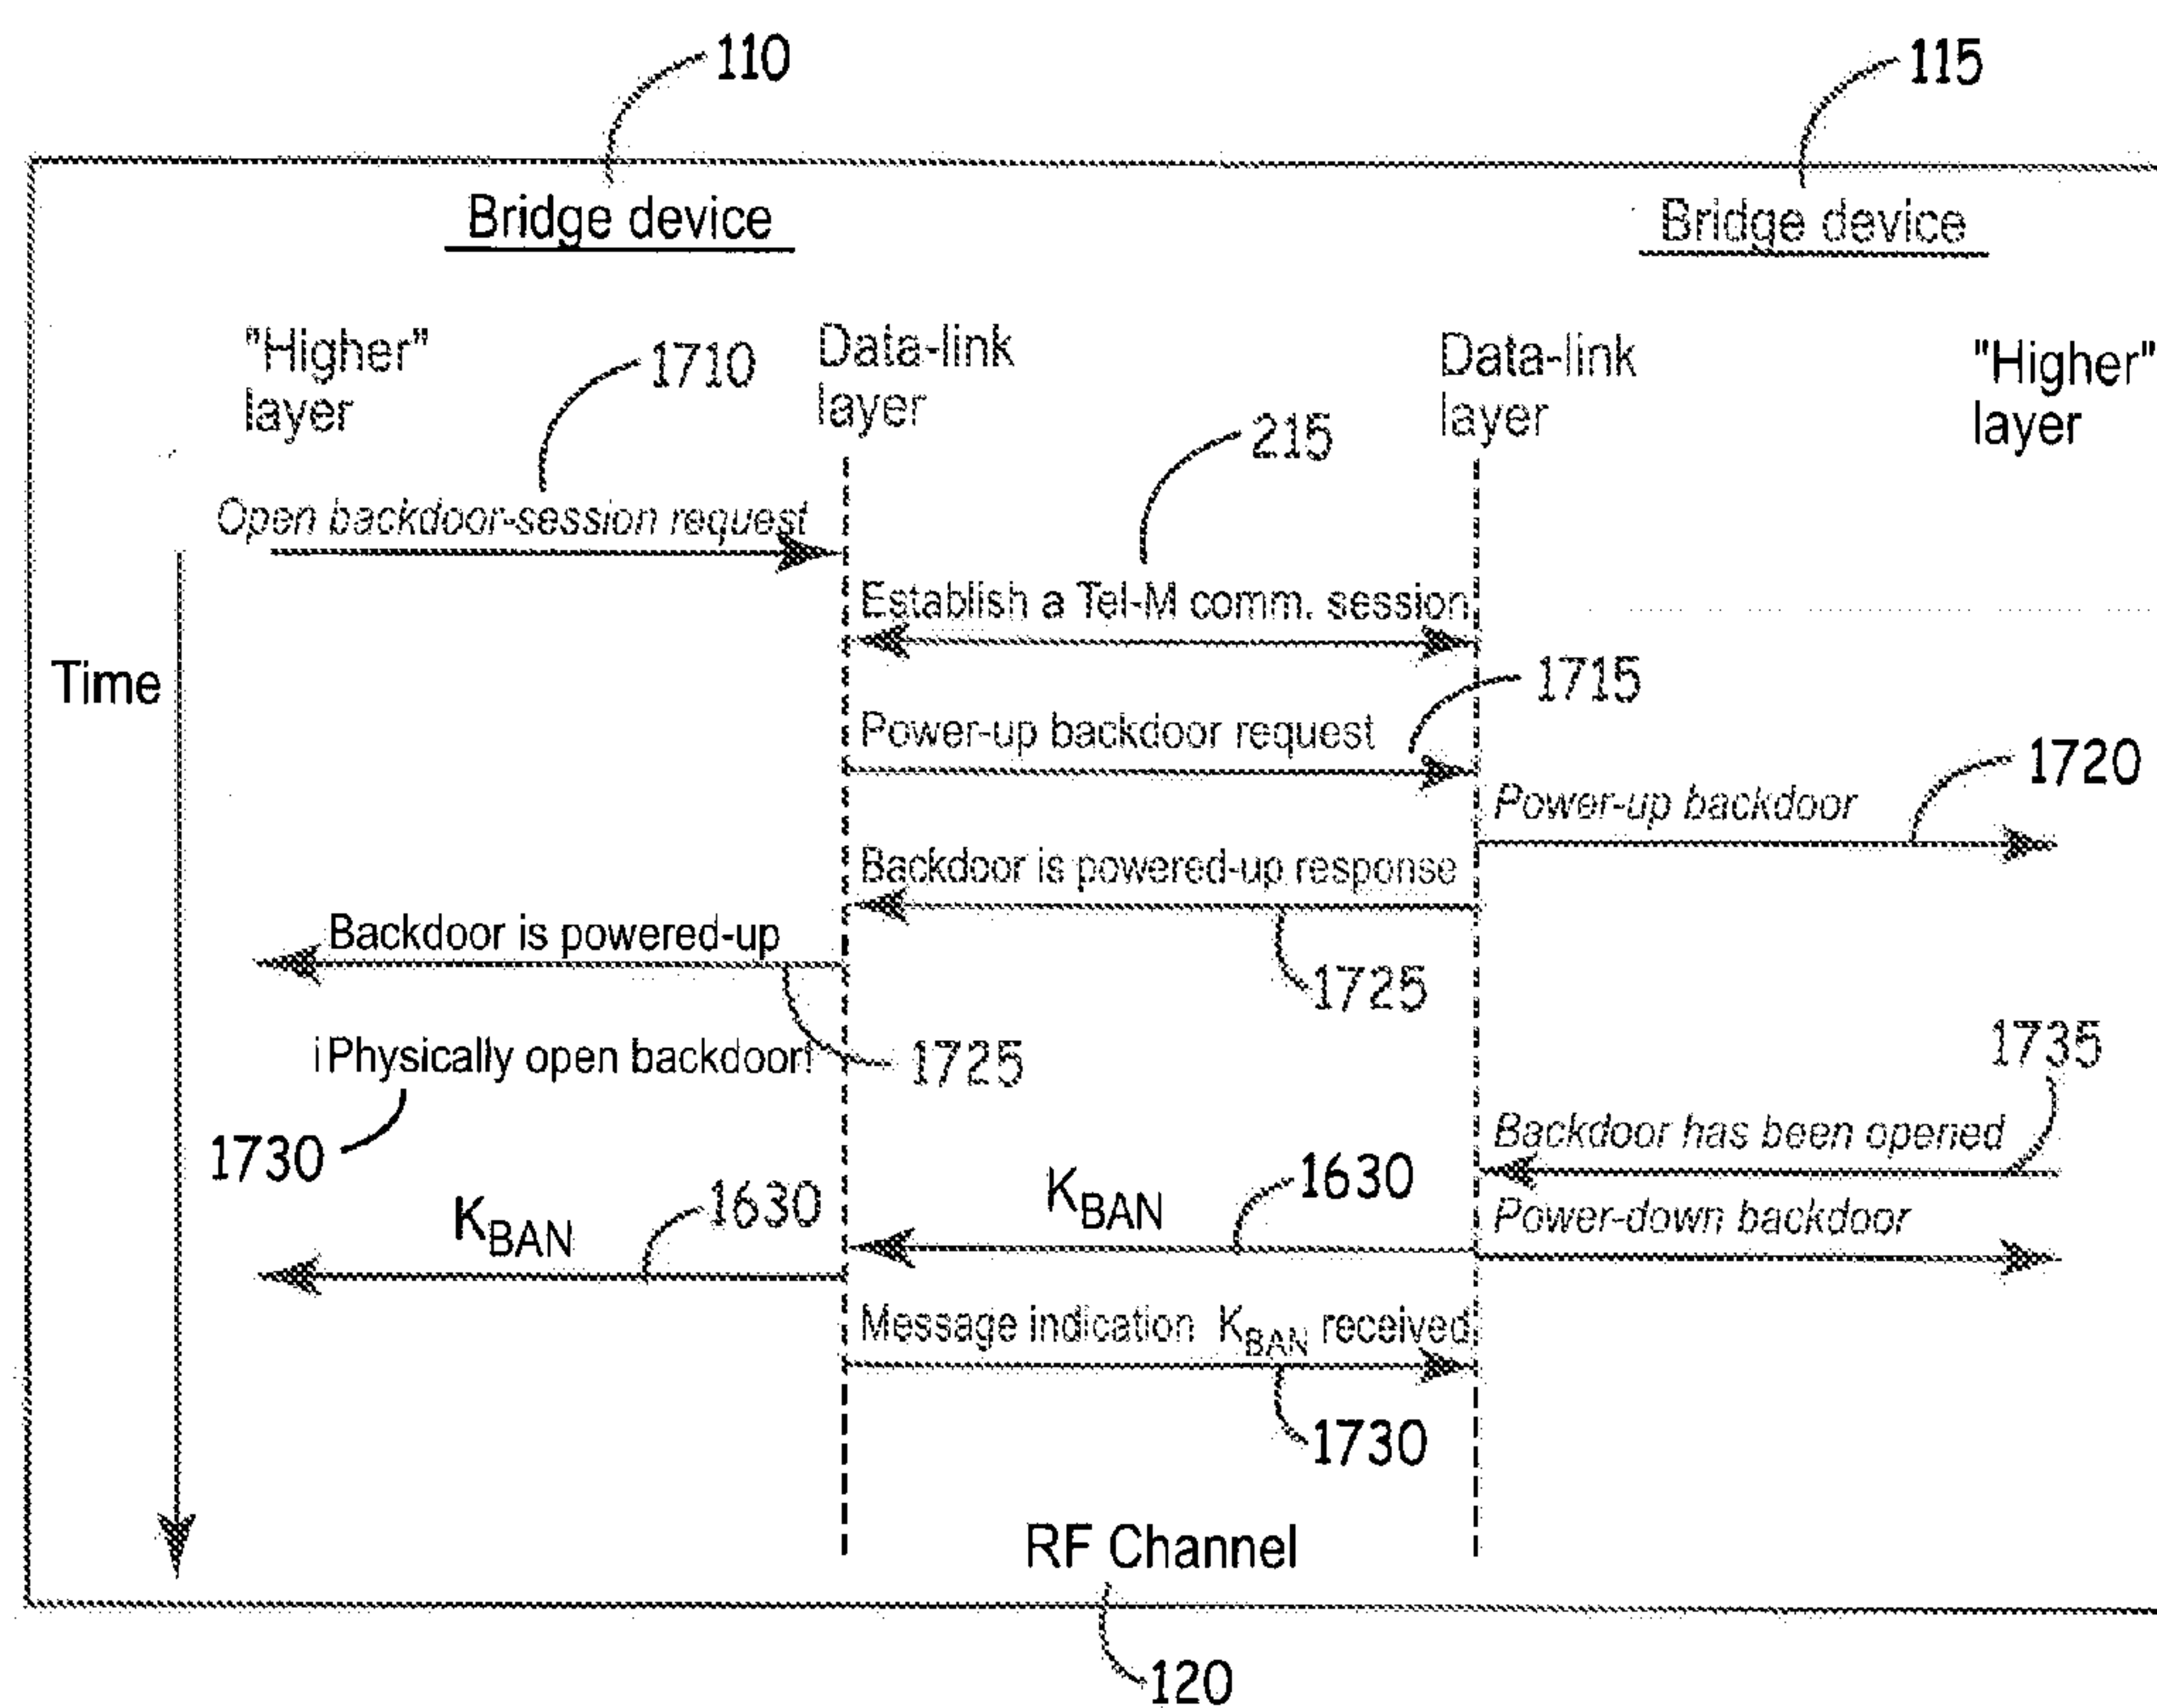 110
115
Bridge device
Bridge device
"Higher"
layer
1710
Data-link
layer
215
Data-link
layer
"Higher"
layer
Open backdoor-session request
Establish a Tel-M comm. session
Time
1715
Power-up backdoor request
1720
Power-up backdoor
Backdoor is powered-up response
Backdoor is powered-up
1725
¡Physically open backdoor!
1725
1735
1730
Backdoor has been opened
KBAN
1630
KBAN
1630
Power-down backdoor
Message indication KBAN received
1730
RF Channel
120